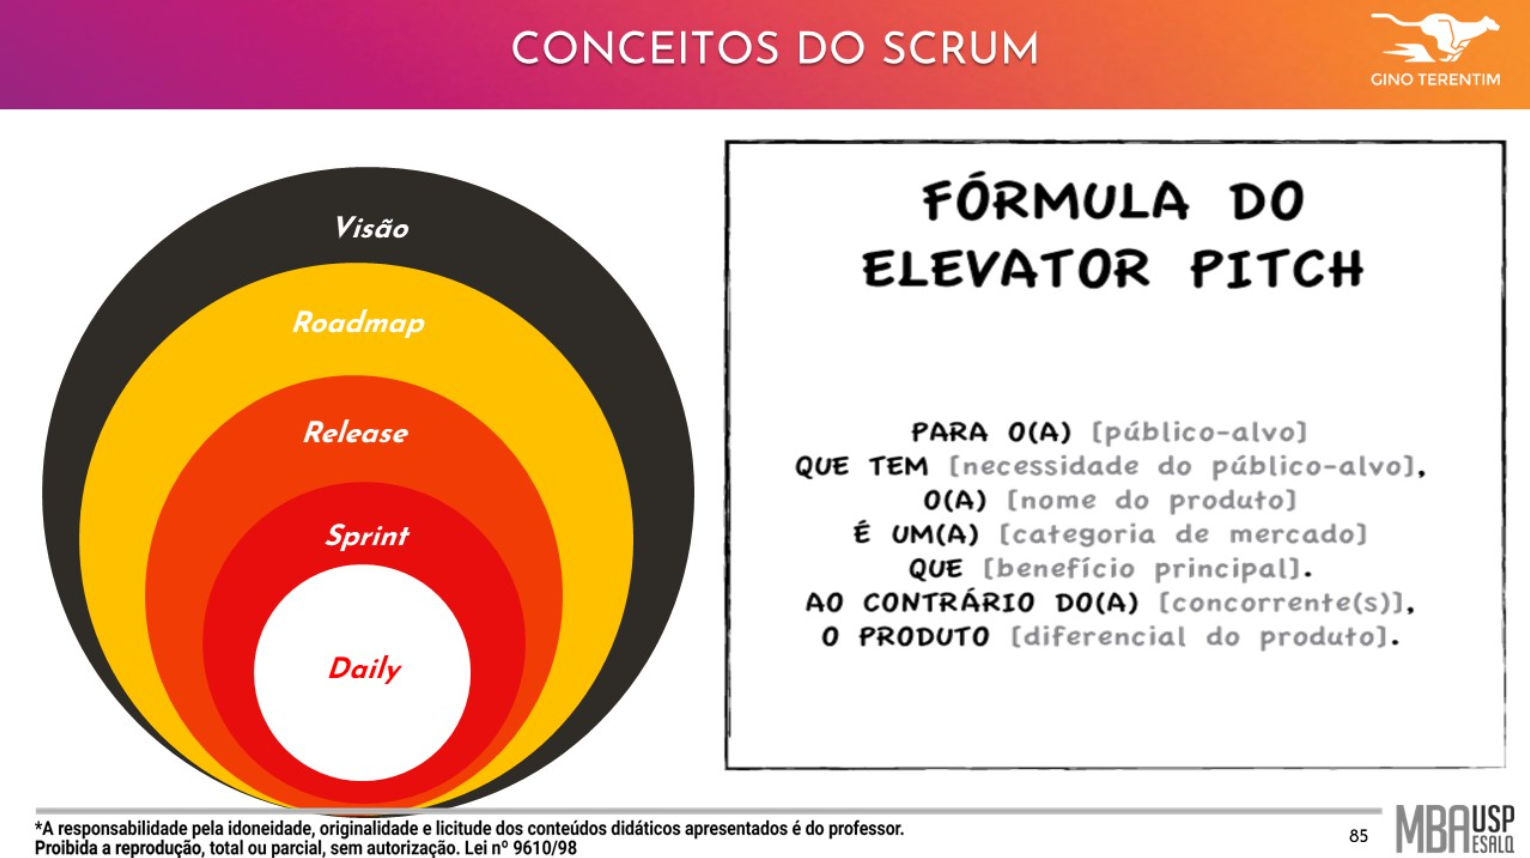 CONCEITOS DO SCRUM
GINO TERENTIM
Visão
Roadmap
Release
Sprint
Daily
FÓRMULA DO
ELEVATOR PITCH
PARA O(A) [público-alvo]
QUE TEM [necessidade do público-alvo],
O(A) [nome do produto]
É UM(A) [categoria de mercado]
QUE [benefício principal].
AO CONTRÁRIO DO(A) [concorrente(s)],
O PRODUTO [diferencial do produto].
*A responsabilidade pela idoneidade, originalidade e licitude dos conteúdos didáticos apresentados é do professor.
Proibida a reprodução, total ou parcial, sem autorização. Lei nº 9610/98
85
MBAUSP
ESALQ